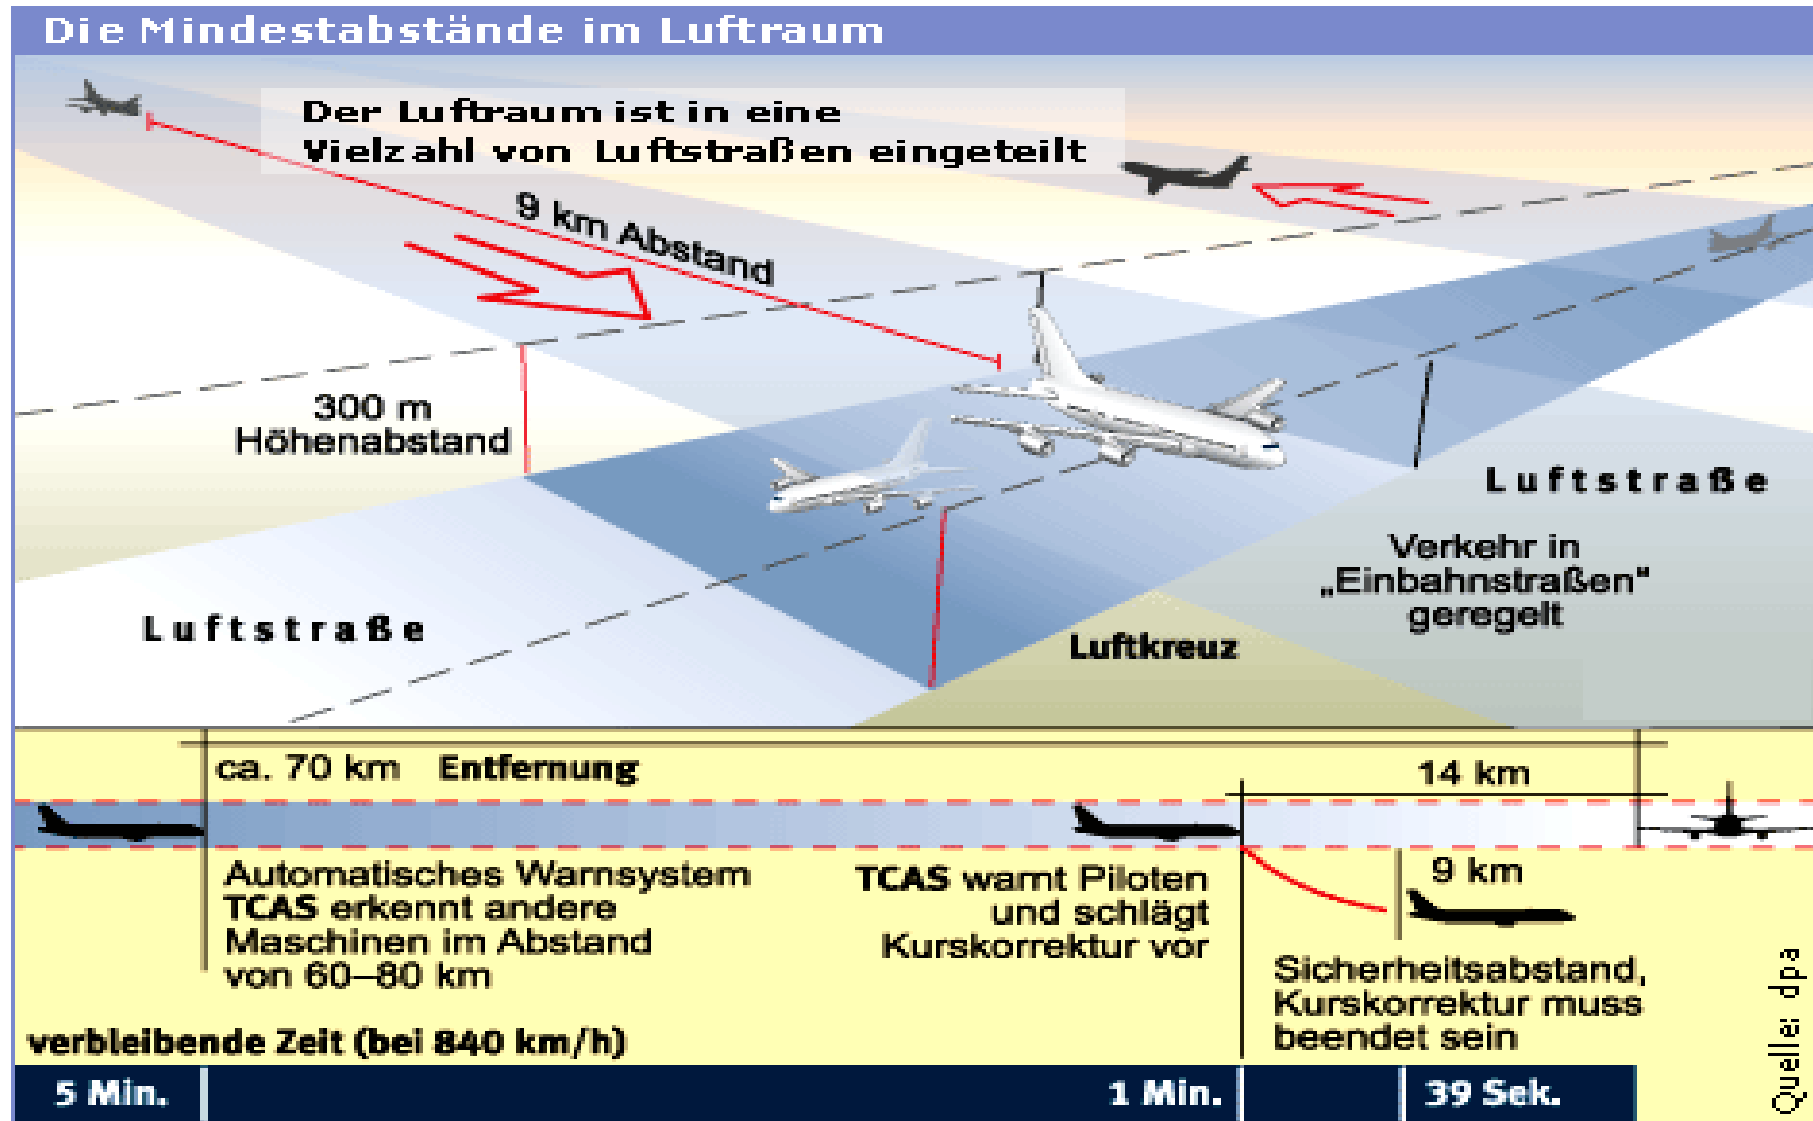 Die Mindestabstände im Luftraum
Der Luftraum ist in eine
Vielzahl von Luftstraßen eingeteilt
9 km Abstand
300 m
Höhenabstand
Luftstraße
Verkehr in
„Einbahnstraßen“
geregelt
Luftstraße
Luftkreuz
ca. 70 km Entfernung
14 km
Automatisches Warnsystem
TCAS erkennt andere
Maschinen im Abstand
von 60–80 km
TCAS warnt Piloten
und schlägt
Kurskorrektur vor
9 km
Sicherheitsabstand,
Kurskorrektur muss
beendet sein
verbleibende Zeit (bei 840 km/h)
5 Min.
1 Min.
39 Sek.
Quelle: dpa